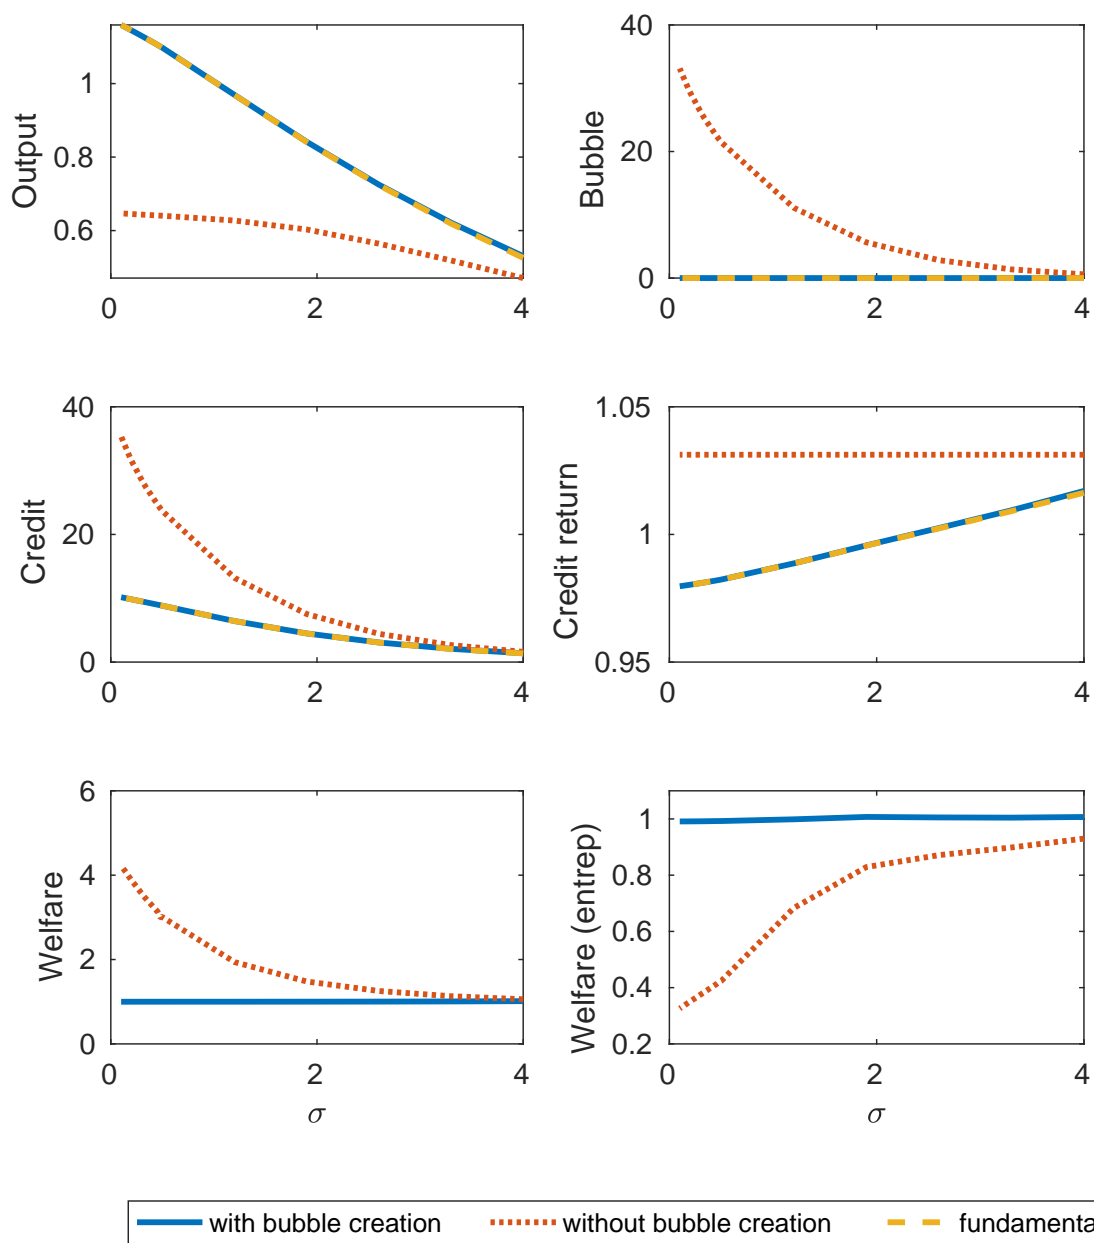 Output
1
0.8
0.6
0 2 4
Bubble
40
20
0
0 2 4
Credit
40
20
0
0 2 4
Credit return
1.05
1
0.95
0 2 4
Welfare
6
4
2
0
0 2 4
σ
Welfare (entrep)
1
0.8
0.6
0.4
0.2
0 2 4
σ
with bubble creation without bubble creation fundamenta